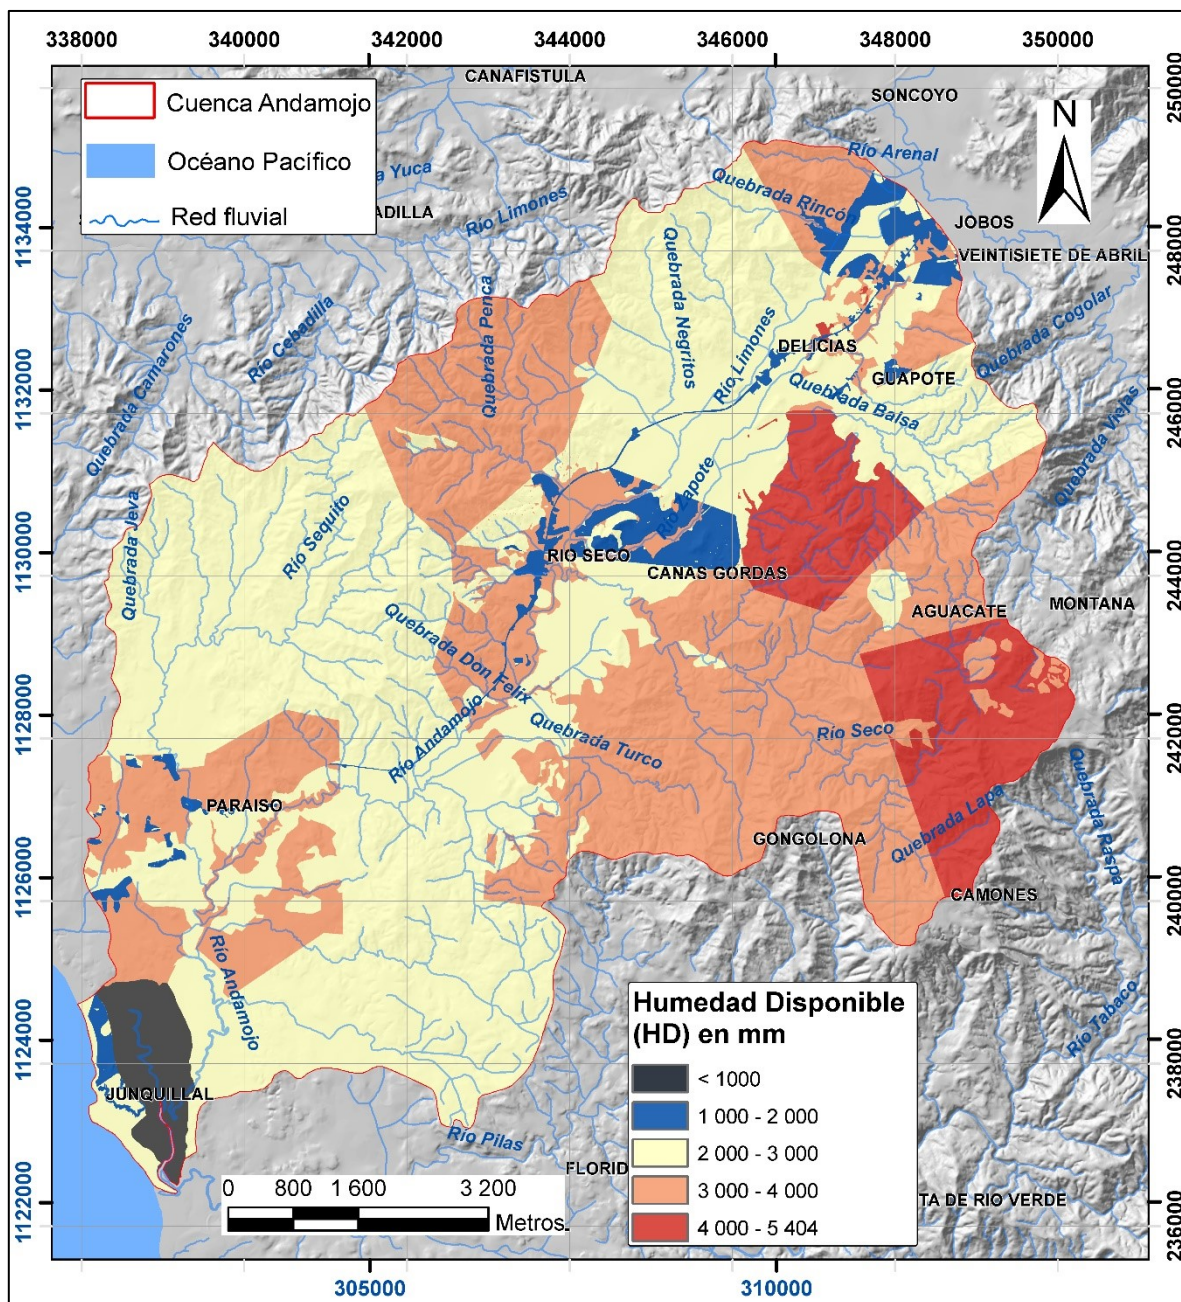 338000 340000 342000 344000 346000 348000 350000
Cuenca Andamojo
Océano Pacífico
Red fluvial
CANAFISTULA
SONCOYO
N
250000
a Yuca
ADILLA
Río Limones
Río Arenal
Quebrada Rincón
JOBOS
VEINTISIETE DE ABRIL
1134000
248000
Quebrada Camarones
Río Cebadilla
Quebrada Penca
Quebrada Negritos
Río Limones
DELICIAS
GUAPOTE
Quebrada Baisa
Quebrada Cogolar
Quebrada Viejas
1132000
246000
Quebrada Jeva
Río Sequito
RIO SECO
CANAS GORDAS
AGUACATE
MONTANA
1130000
244000
Quebrada Don Felix
Río Andamojo
Quebrada Turco
Río Seco
1128000
242000
PARAISO
GONGOLONA
Quebrada Lapa
Quebrada Raspa
CAMONES
1126000
240000
Río Andamojo
Río Tabaco
1124000
238000
JUNQUILLAL
Río Pilas
FLORID
TA DE RIO VERDE
1122000
236000
Humedad Disponible
(HD) en mm
< 1000
1 000 - 2 000
2 000 - 3 000
3 000 - 4 000
4 000 - 5 404
0 800 1 600 3 200
Metros
305000 310000